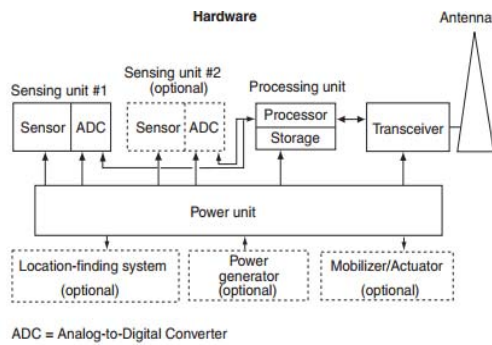 Hardware
Antenna
Sensing unit #1
Sensing unit #2
(optional)
Processing unit
Sensor
ADC
Sensor
ADC
Processor
Storage
Transceiver
Power unit
Location-finding system
(optional)
Power
generator
(optional)
Mobilizer/Actuator
(optional)
ADC = Analog-to-Digital Converter